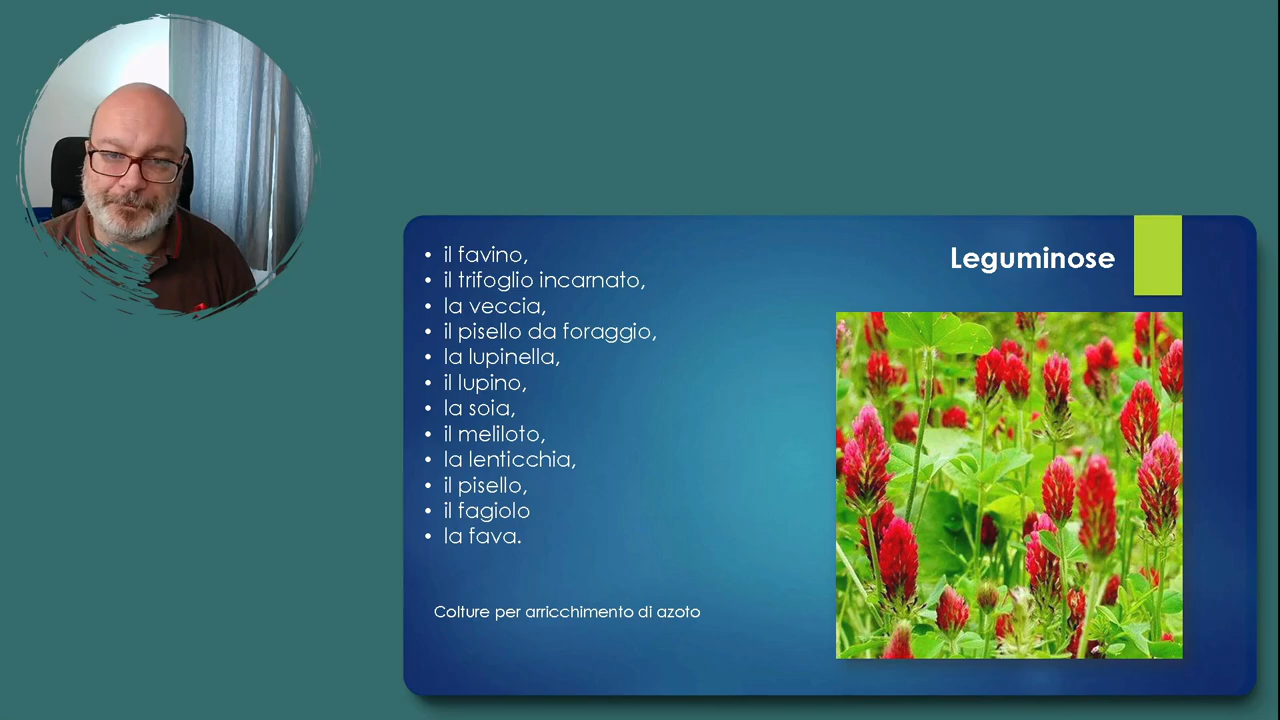 Leguminose
• il favino,
• il trifoglio incarnato,
• la veccia,
• il pisello da foraggio,
• la lupinella,
• il lupino,
• la soia,
• il meliloto,
• la lenticchia,
• il pisello,
• il fagiolo
• la fava.
Colture per arricchimento di azoto